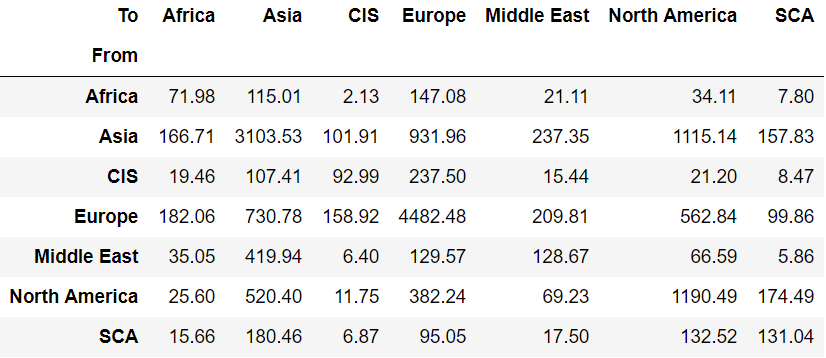 To Africa Asia CIS Europe Middle East North America SCA
From
Africa 71.98 115.01 2.13 147.08 21.11 34.11 7.80
Asia 166.71 3103.53 101.91 931.96 237.35 1115.14 157.83
CIS 19.46 107.41 92.99 237.50 15.44 21.20 8.47
Europe 182.06 730.78 158.92 4482.48 209.81 562.84 99.86
Middle East 35.05 419.94 6.40 129.57 128.67 66.59 5.86
North America 25.60 520.40 11.75 382.24 69.23 1190.49 174.49
SCA 15.66 180.46 6.87 95.05 17.50 132.52 131.04